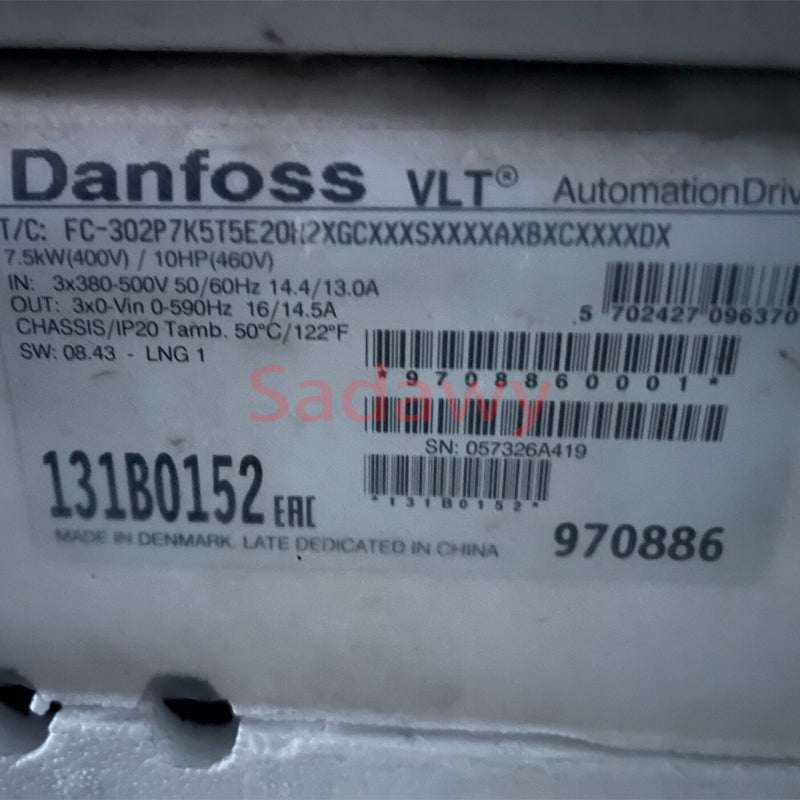 Danfoss VLT® AutomationDriv
T/C: FC-302P7K5T5E20H2XGCXXXSXXXXAXBXCXXXXDX
7.5kW(400V) / 10HP(460V)
IN: 3x380-500V 50/60Hz 14.4/13.0A
OUT: 3x0-Vin 0-590Hz 16/14.5A
CHASSIS/IP20 Tamb. 50°C/122°F
SW: 08.43 - LNG 1
5 702427 096370
*9708860001*
Sadawy
SN: 057326A419
*131B0152*
131B0152 EAC
970886
MADE IN DENMARK. LATE DEDICATED IN CHINA